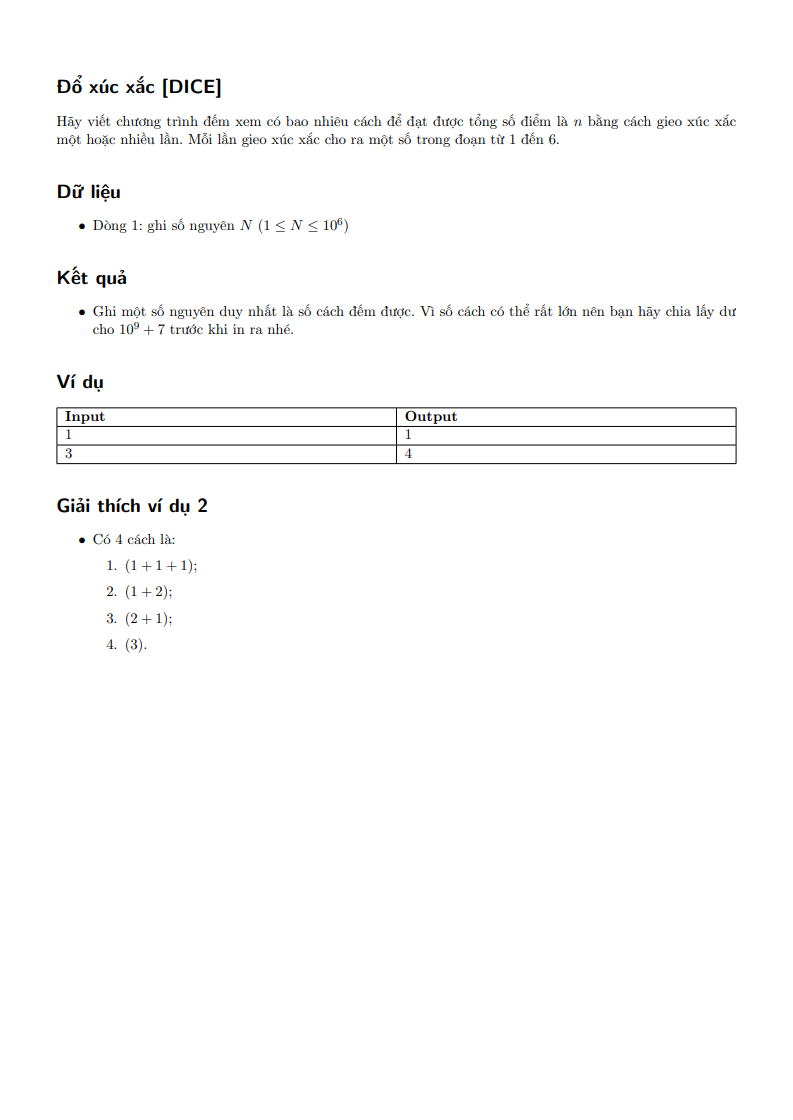 Đổ xúc xắc [DICE]
Hãy viết chương trình đếm xem có bao nhiêu cách để đạt được tổng số điểm là n bằng cách gieo xúc xắc
một hoặc nhiều lần. Mỗi lần gieo xúc xắc cho ra một số trong đoạn từ 1 đến 6.
Dữ liệu
• Dòng 1: ghi số nguyên N (1 ≤ N ≤ 10⁶)
Kết quả
• Ghi một số nguyên duy nhất là số cách đếm được. Vì số cách có thể rất lớn nên bạn hãy chia lấy dư
cho 10⁹ + 7 trước khi in ra nhé.
Ví dụ
Input Output
1 1
3 4
Giải thích ví dụ 2
• Có 4 cách là:
1. (1 + 1 + 1);
2. (1 + 2);
3. (2 + 1);
4. (3).